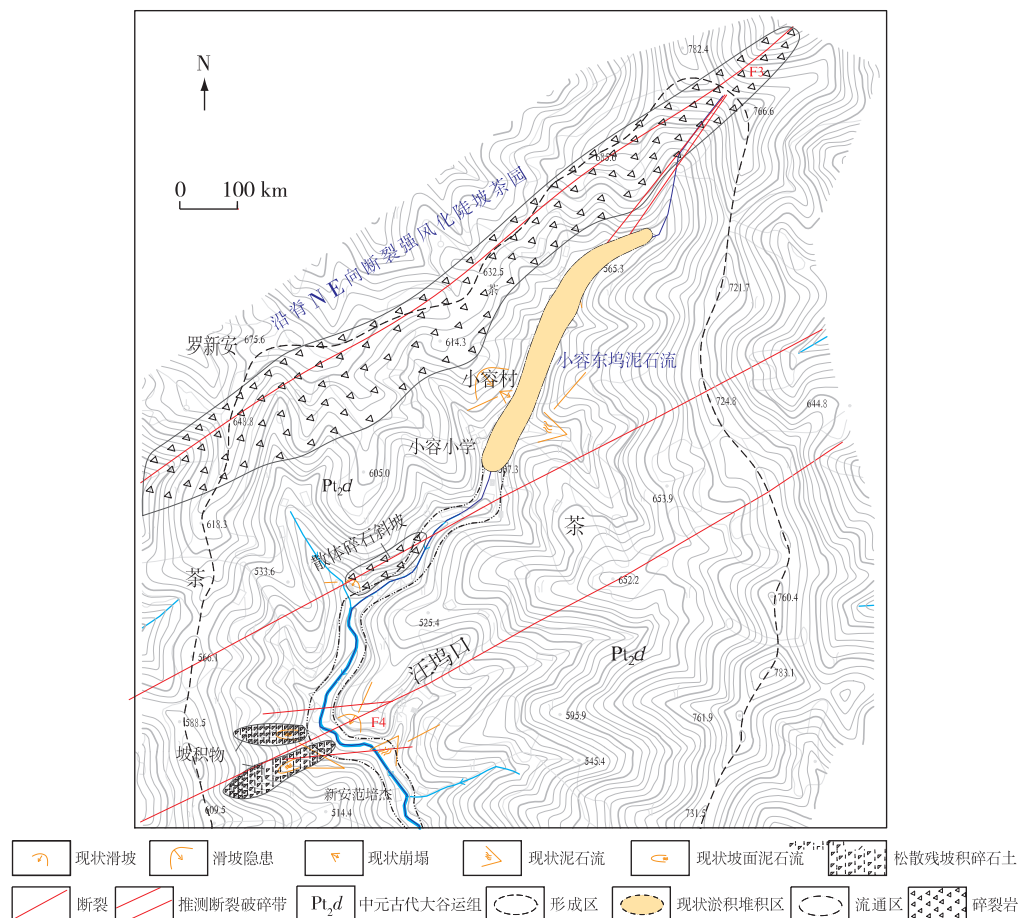 N
0 100 km
782.4
F3
766.6
685.0
沿脊NE向断裂强风化陡坡茶园
565.3
632.5
茶
721.7
罗新安
675.6
614.3
小容东坞泥石流
小容村
724.8
644.8
648.8
小容小学
605.0
Pt₂d
653.9
618.3
茶
散体碎石斜坡
533.6
茶
652.2
760.4
525.4
汪坞口
Pt₂d
566.1
783.1
588.5
F4
595.9
761.9
坡积物
545.4
新安范培杰
609.5
514.4
731.5
现状滑坡 滑坡隐患 现状崩塌 现状泥石流 现状坡面泥石流 松散残坡积碎石土
断裂 推测断裂破碎带 Pt₂d 中元古代大谷运组 形成区 现状淤积堆积区 流通区 碎裂岩